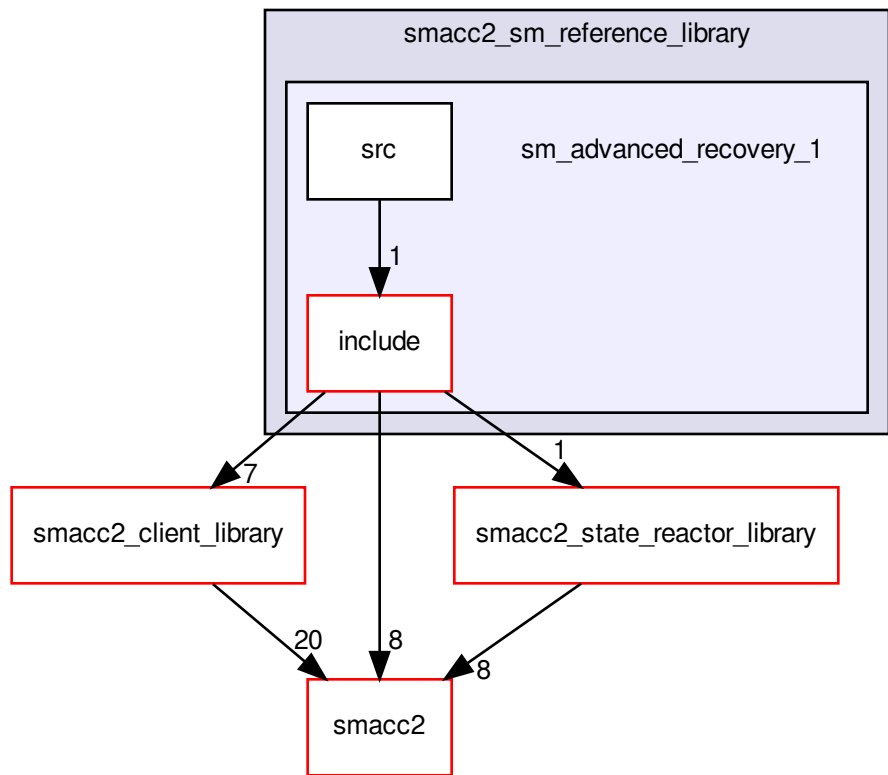 smacc2_sm_reference_library
src
sm_advanced_recovery_1
1
include
7
1
smacc2_client_library
smacc2_state_reactor_library
20
8
8
smacc2